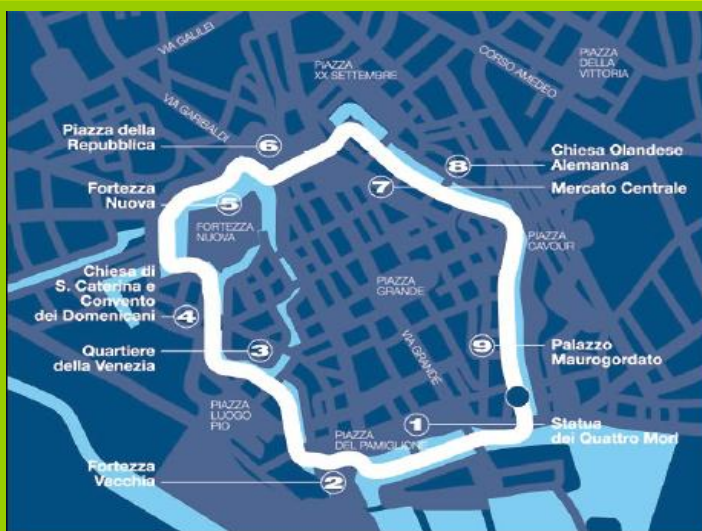 VIA GALILEI
PIAZZA
XX SETTEMBRE
CORSO AMEDEO
PIAZZA
DELLA
VITTORIA
VIA GARIBALDI
Piazza della
Repubblica
6
8
Chiesa Olandese
Alemanna
7
Mercato Centrale
Fortezza
Nuova
5
FORTEZZA
NUOVA
PIAZZA
CAVOUR
Chiesa di
S. Caterina e
Convento
dei Domenicani
4
PIAZZA
GRANDE
VIA GRANDE
Quartiere
della Venezia
3
9
Palazzo
Maurogordato
PIAZZA
LUOGO
PIO
1
Statua
dei Quattro Mori
PIAZZA
DEL PAMIGLIONE
Fortezza
Vecchia
2